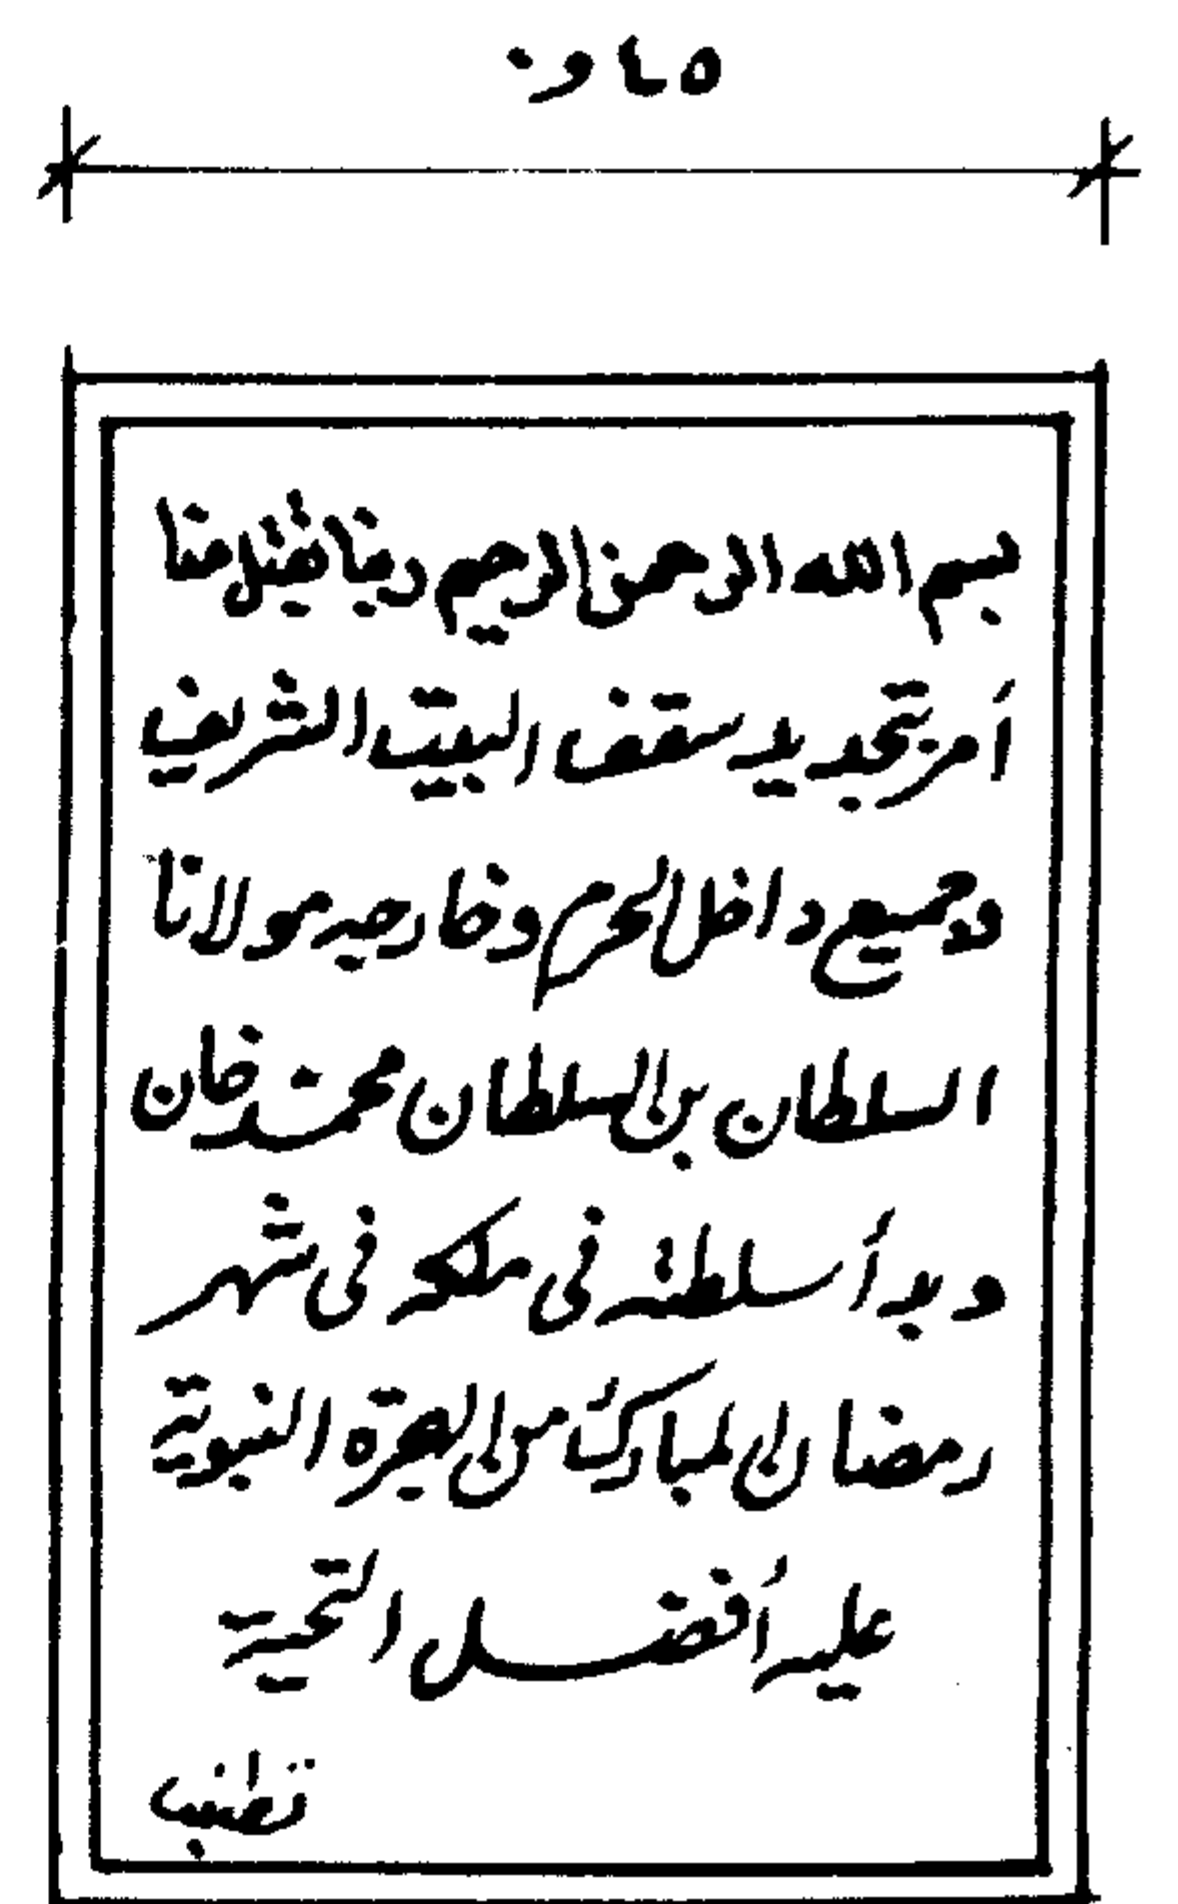 ٤٥و٠
بسم الله الرحمن الرحيم ربنا تقبل منا
أمر بتجديد سقف البيت الشريف
وجميع داخل الحرم وخارجه مولانا
السلطان بن السلطان محمد خان
وبدأ سلطنة في مكة في شهر
رمضان المبارك من الهجرة النبوية
عليه أفضل التحية